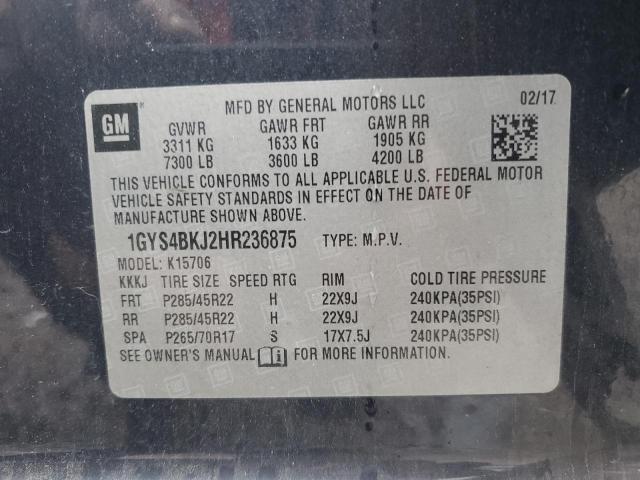 GM
MFD BY GENERAL MOTORS LLC 02/17
GVWR GAWR FRT GAWR RR
3311 KG 1633 KG 1905 KG
7300 LB 3600 LB 4200 LB
THIS VEHICLE CONFORMS TO ALL APPLICABLE U.S. FEDERAL MOTOR
VEHICLE SAFETY STANDARDS IN EFFECT ON THE DATE OF
MANUFACTURE SHOWN ABOVE.
1GYS4BKJ2HR236875 TYPE: M.P.V.
MODEL: K15706
KKKJ TIRE SIZE SPEED RTG RIM COLD TIRE PRESSURE
FRT P285/45R22 H 22X9J 240KPA(35PSI)
RR P285/45R22 H 22X9J 240KPA(35PSI)
SPA P265/70R17 S 17X7.5J 240KPA(35PSI)
SEE OWNER'S MANUAL FOR MORE INFORMATION.